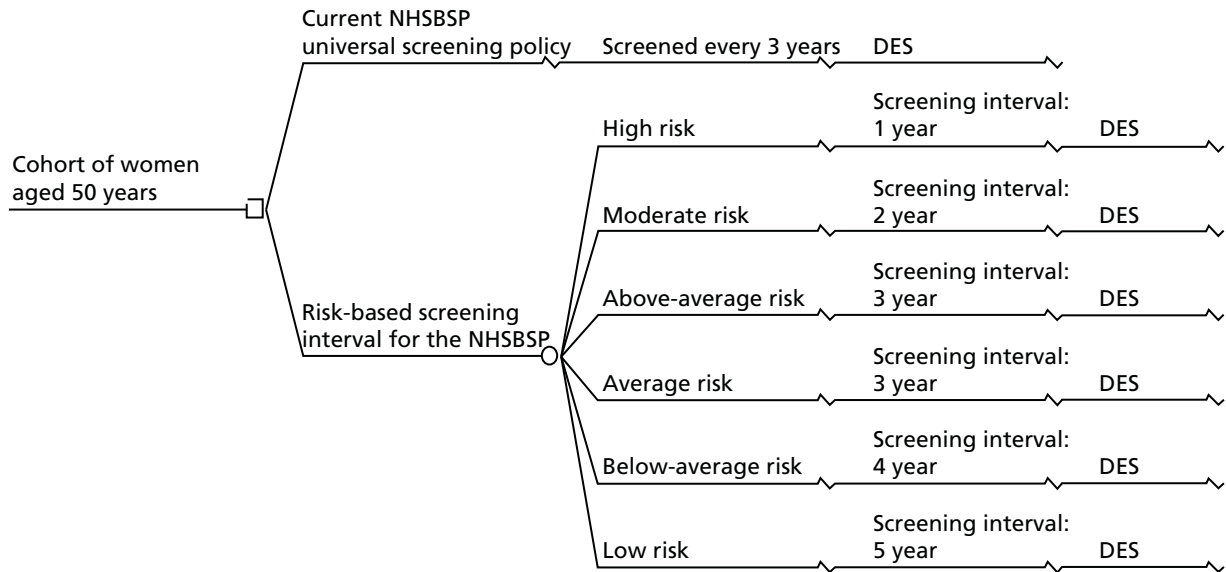 Current NHSBSP
universal screening policy
Screened every 3 years
DES
Cohort of women
aged 50 years
Risk-based screening
interval for the NHSBSP
High risk
Screening interval:
1 year
DES
Moderate risk
Screening interval:
2 year
DES
Above-average risk
Screening interval:
3 year
DES
Average risk
Screening interval:
3 year
DES
Below-average risk
Screening interval:
4 year
DES
Low risk
Screening interval:
5 year
DES